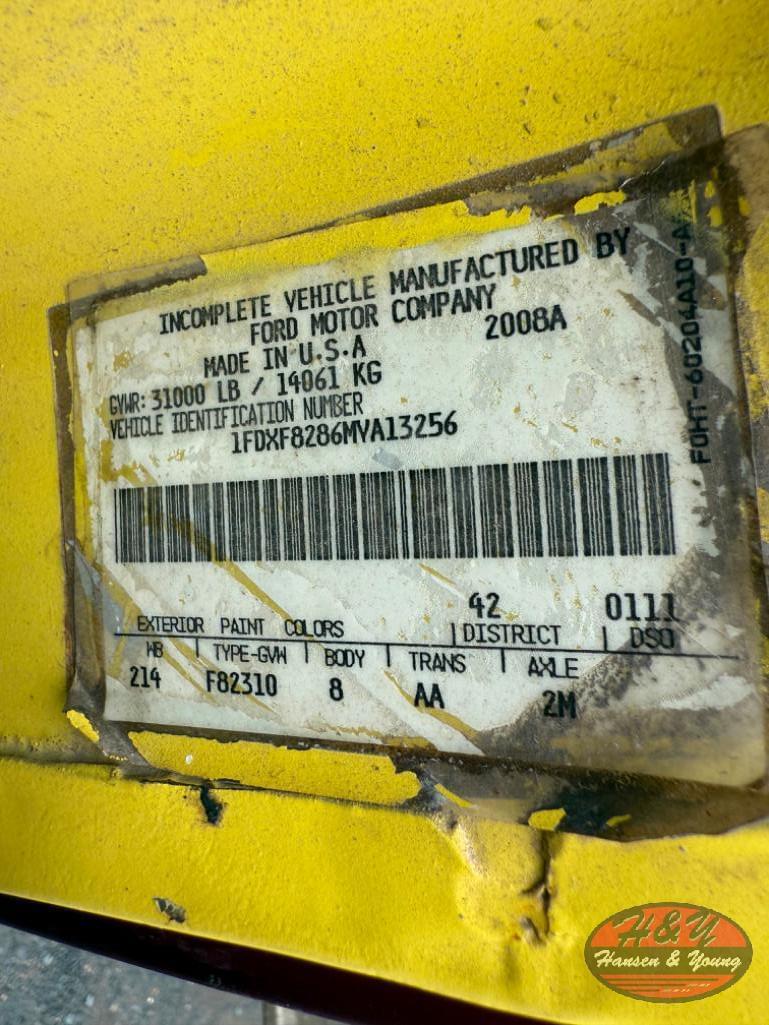 INCOMPLETE VEHICLE MANUFACTURED BY
FORD MOTOR COMPANY
MADE IN U.S.A
2008A
GVWR: 31000 LB / 14061 KG
VEHICLE IDENTIFICATION NUMBER
1FDXF8286MVA13256
F0HT-60204A10-A
42 0111
EXTERIOR PAINT COLORS DISTRICT DSO
WB TYPE-GVW BODY TRANS AXLE
214 F82310 8 AA 2M
H&Y
Hansen & Young